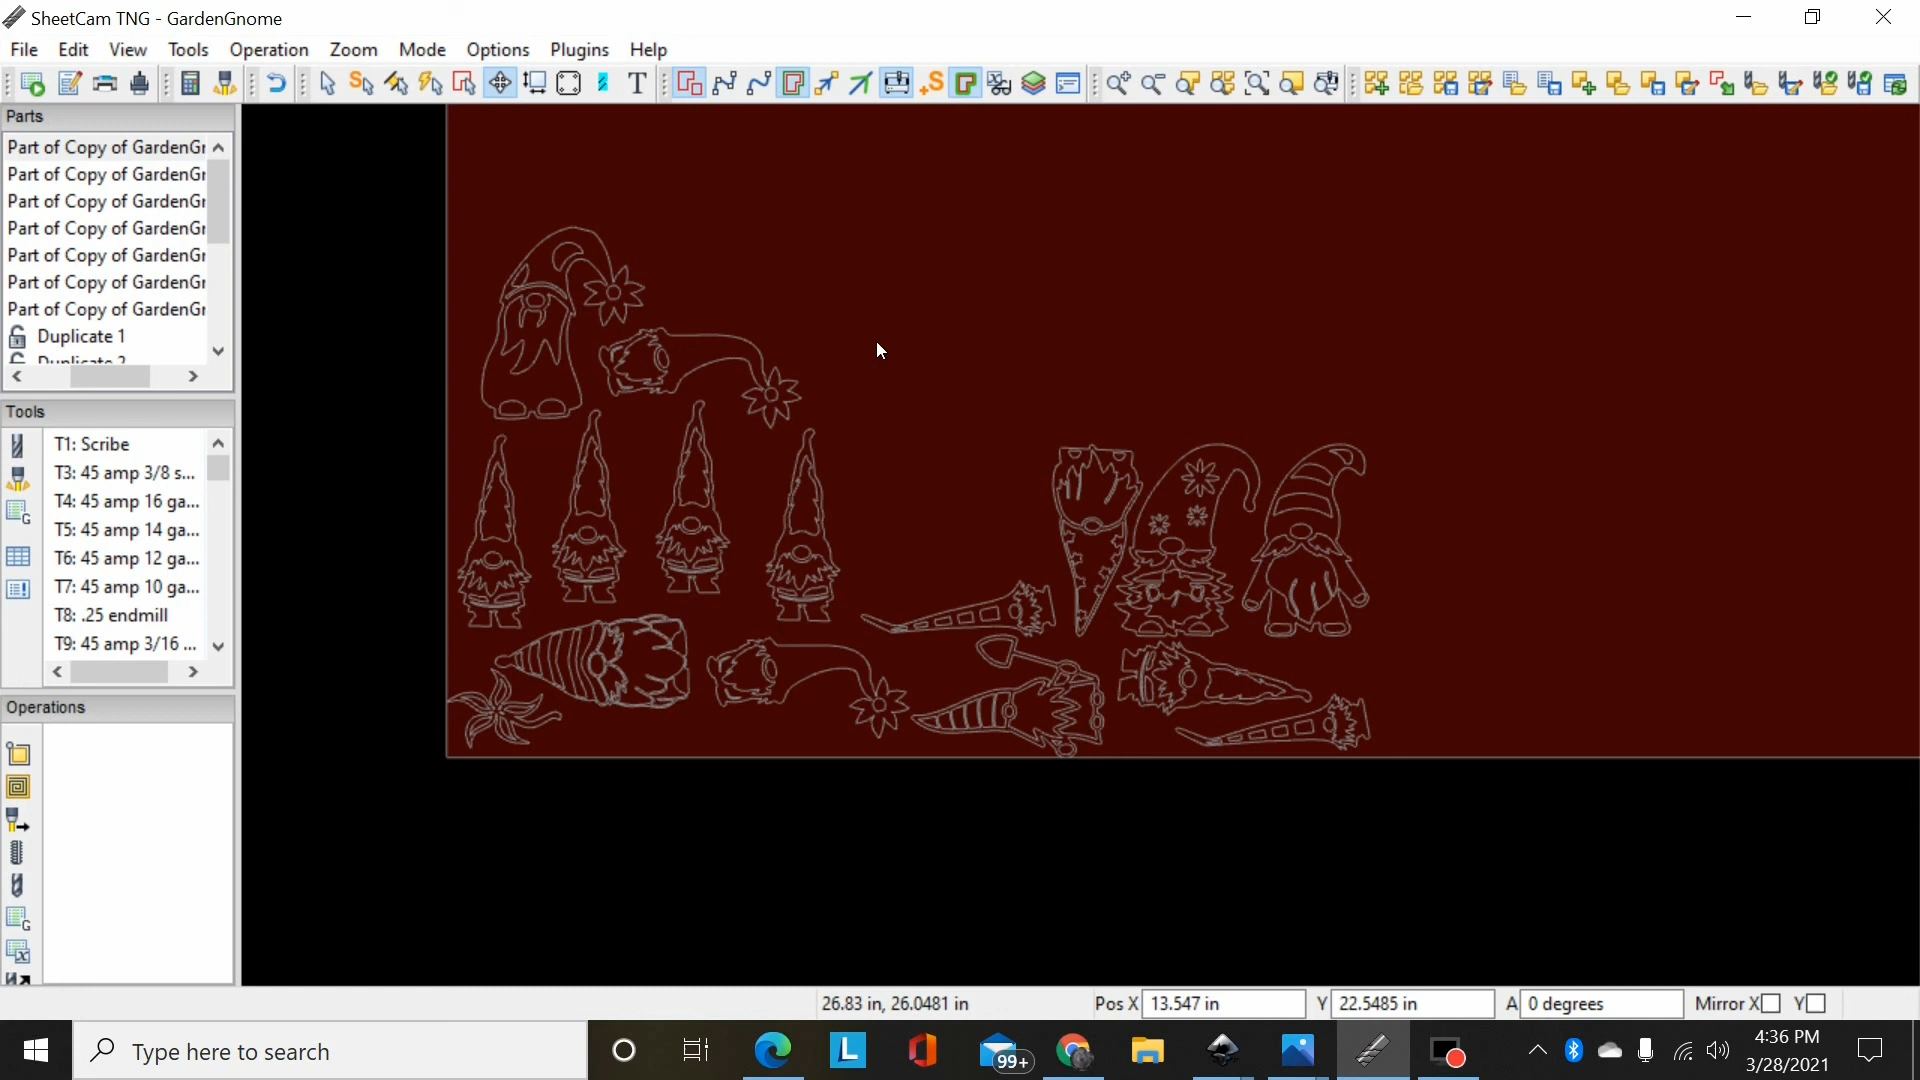 SheetCam TNG - GardenGnome
File Edit View Tools Operation Zoom Mode Options Plugins Help
Parts
Part of Copy of GardenGr
Part of Copy of GardenGr
Part of Copy of GardenGr
Part of Copy of GardenGr
Part of Copy of GardenGr
Part of Copy of GardenGr
Part of Copy of GardenGr
Duplicate 1
Duplicate 2
Tools
T1: Scribe
T3: 45 amp 3/8 s...
T4: 45 amp 16 ga...
T5: 45 amp 14 ga...
T6: 45 amp 12 ga...
T7: 45 amp 10 ga...
T8: .25 endmill
T9: 45 amp 3/16 ...
Operations
26.83 in, 26.0481 in Pos X 13.547 in Y 22.5485 in A 0 degrees Mirror X Y
Type here to search
L
99+
4:36 PM
3/28/2021